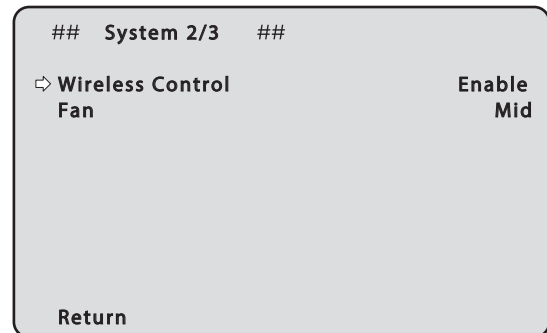 ## System 2/3 ##
⇨ Wireless Control Enable
Fan Mid
Return